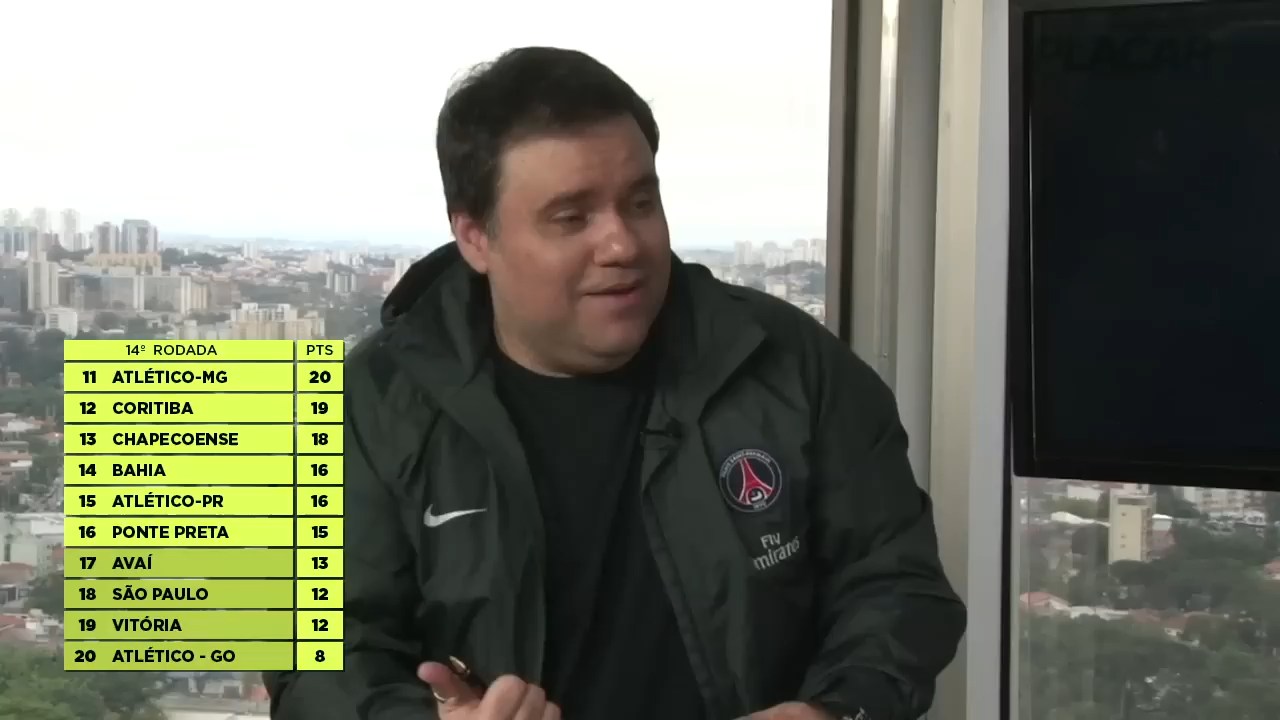 PLACAR
14º RODADA PTS
11 ATLÉTICO-MG 20
12 CORITIBA 19
13 CHAPECOENSE 18
14 BAHIA 16
15 ATLÉTICO-PR 16
16 PONTE PRETA 15
17 AVAÍ 13
18 SÃO PAULO 12
19 VITÓRIA 12
20 ATLÉTICO - GO 8
Fly
Emirates